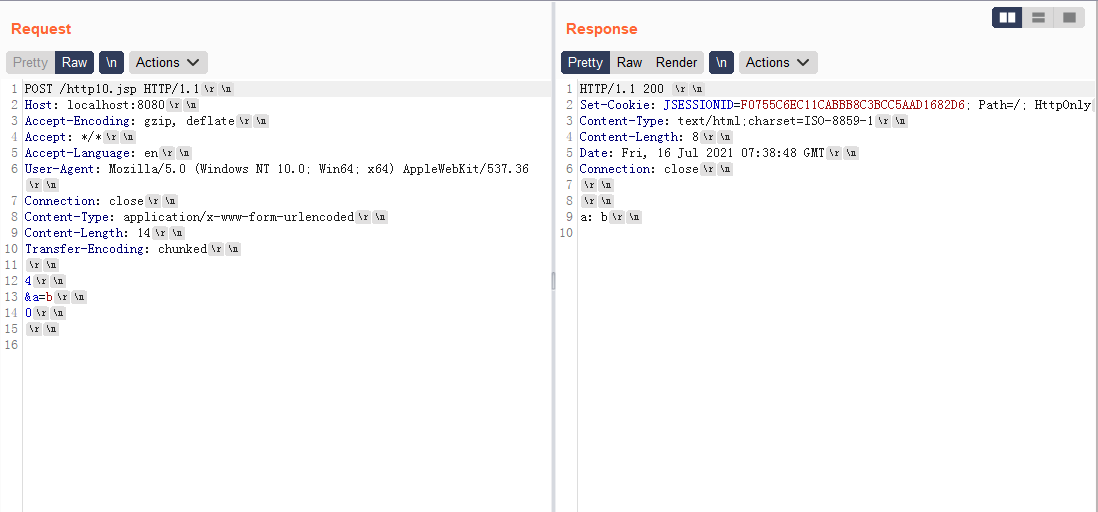 Request
Response
Pretty Raw \n Actions
Pretty Raw Render \n Actions
1 POST /http10.jsp HTTP/1.1 \r \n
2 Host: localhost:8080 \r \n
3 Accept-Encoding: gzip, deflate \r \n
4 Accept: */* \r \n
5 Accept-Language: en \r \n
6 User-Agent: Mozilla/5.0 (Windows NT 10.0; Win64; x64) AppleWebKit/537.36
\r \n
7 Connection: close \r \n
8 Content-Type: application/x-www-form-urlencoded \r \n
9 Content-Length: 14 \r \n
10 Transfer-Encoding: chunked \r \n
11 \r \n
12 4 \r \n
13 &a=b \r \n
14 0 \r \n
15 \r \n
16
1 HTTP/1.1 200 \r \n
2 Set-Cookie: JSESSIONID=F0755C6EC11CABBB8C3BCC5AAD1682D6; Path=/; HttpOnly
3 Content-Type: text/html;charset=ISO-8859-1 \r \n
4 Content-Length: 8 \r \n
5 Date: Fri, 16 Jul 2021 07:38:48 GMT \r \n
6 Connection: close \r \n
7 \r \n
8 \r \n
9 a: b \r \n
10